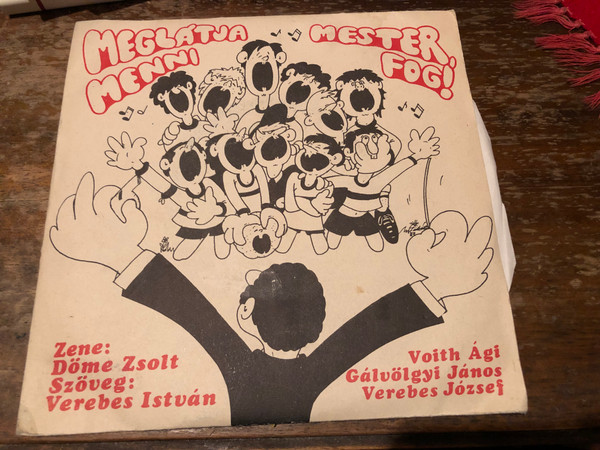 MEGLÁTJA MESTER,
MENNI FOG!
Zene:
Döme Zsolt
Szöveg:
Verebes István
Voith Ági
Gálvölgyi János
Verebes József